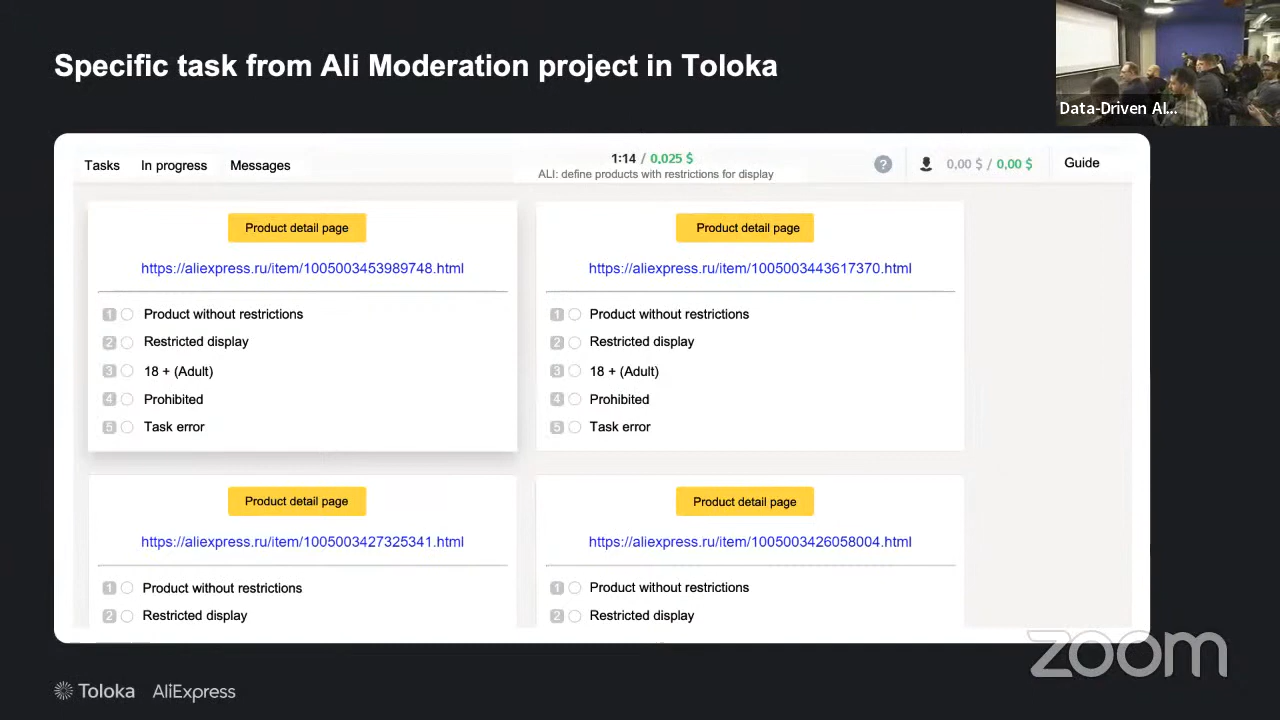 Specific task from Ali Moderation project in Toloka
Data-Driven AI...
Tasks In progress Messages
1:14 / 0,025 $
ALI: define products with restrictions for display
? 0,00 $ / 0,00 $ Guide
Product detail page
https://aliexpress.ru/item/1005003453989748.html
1 Product without restrictions
2 Restricted display
3 18 + (Adult)
4 Prohibited
5 Task error
Product detail page
https://aliexpress.ru/item/1005003443617370.html
1 Product without restrictions
2 Restricted display
3 18 + (Adult)
4 Prohibited
5 Task error
Product detail page
https://aliexpress.ru/item/1005003427325341.html
1 Product without restrictions
2 Restricted display
Product detail page
https://aliexpress.ru/item/1005003426058004.html
1 Product without restrictions
2 Restricted display
Toloka AliExpress
zoom